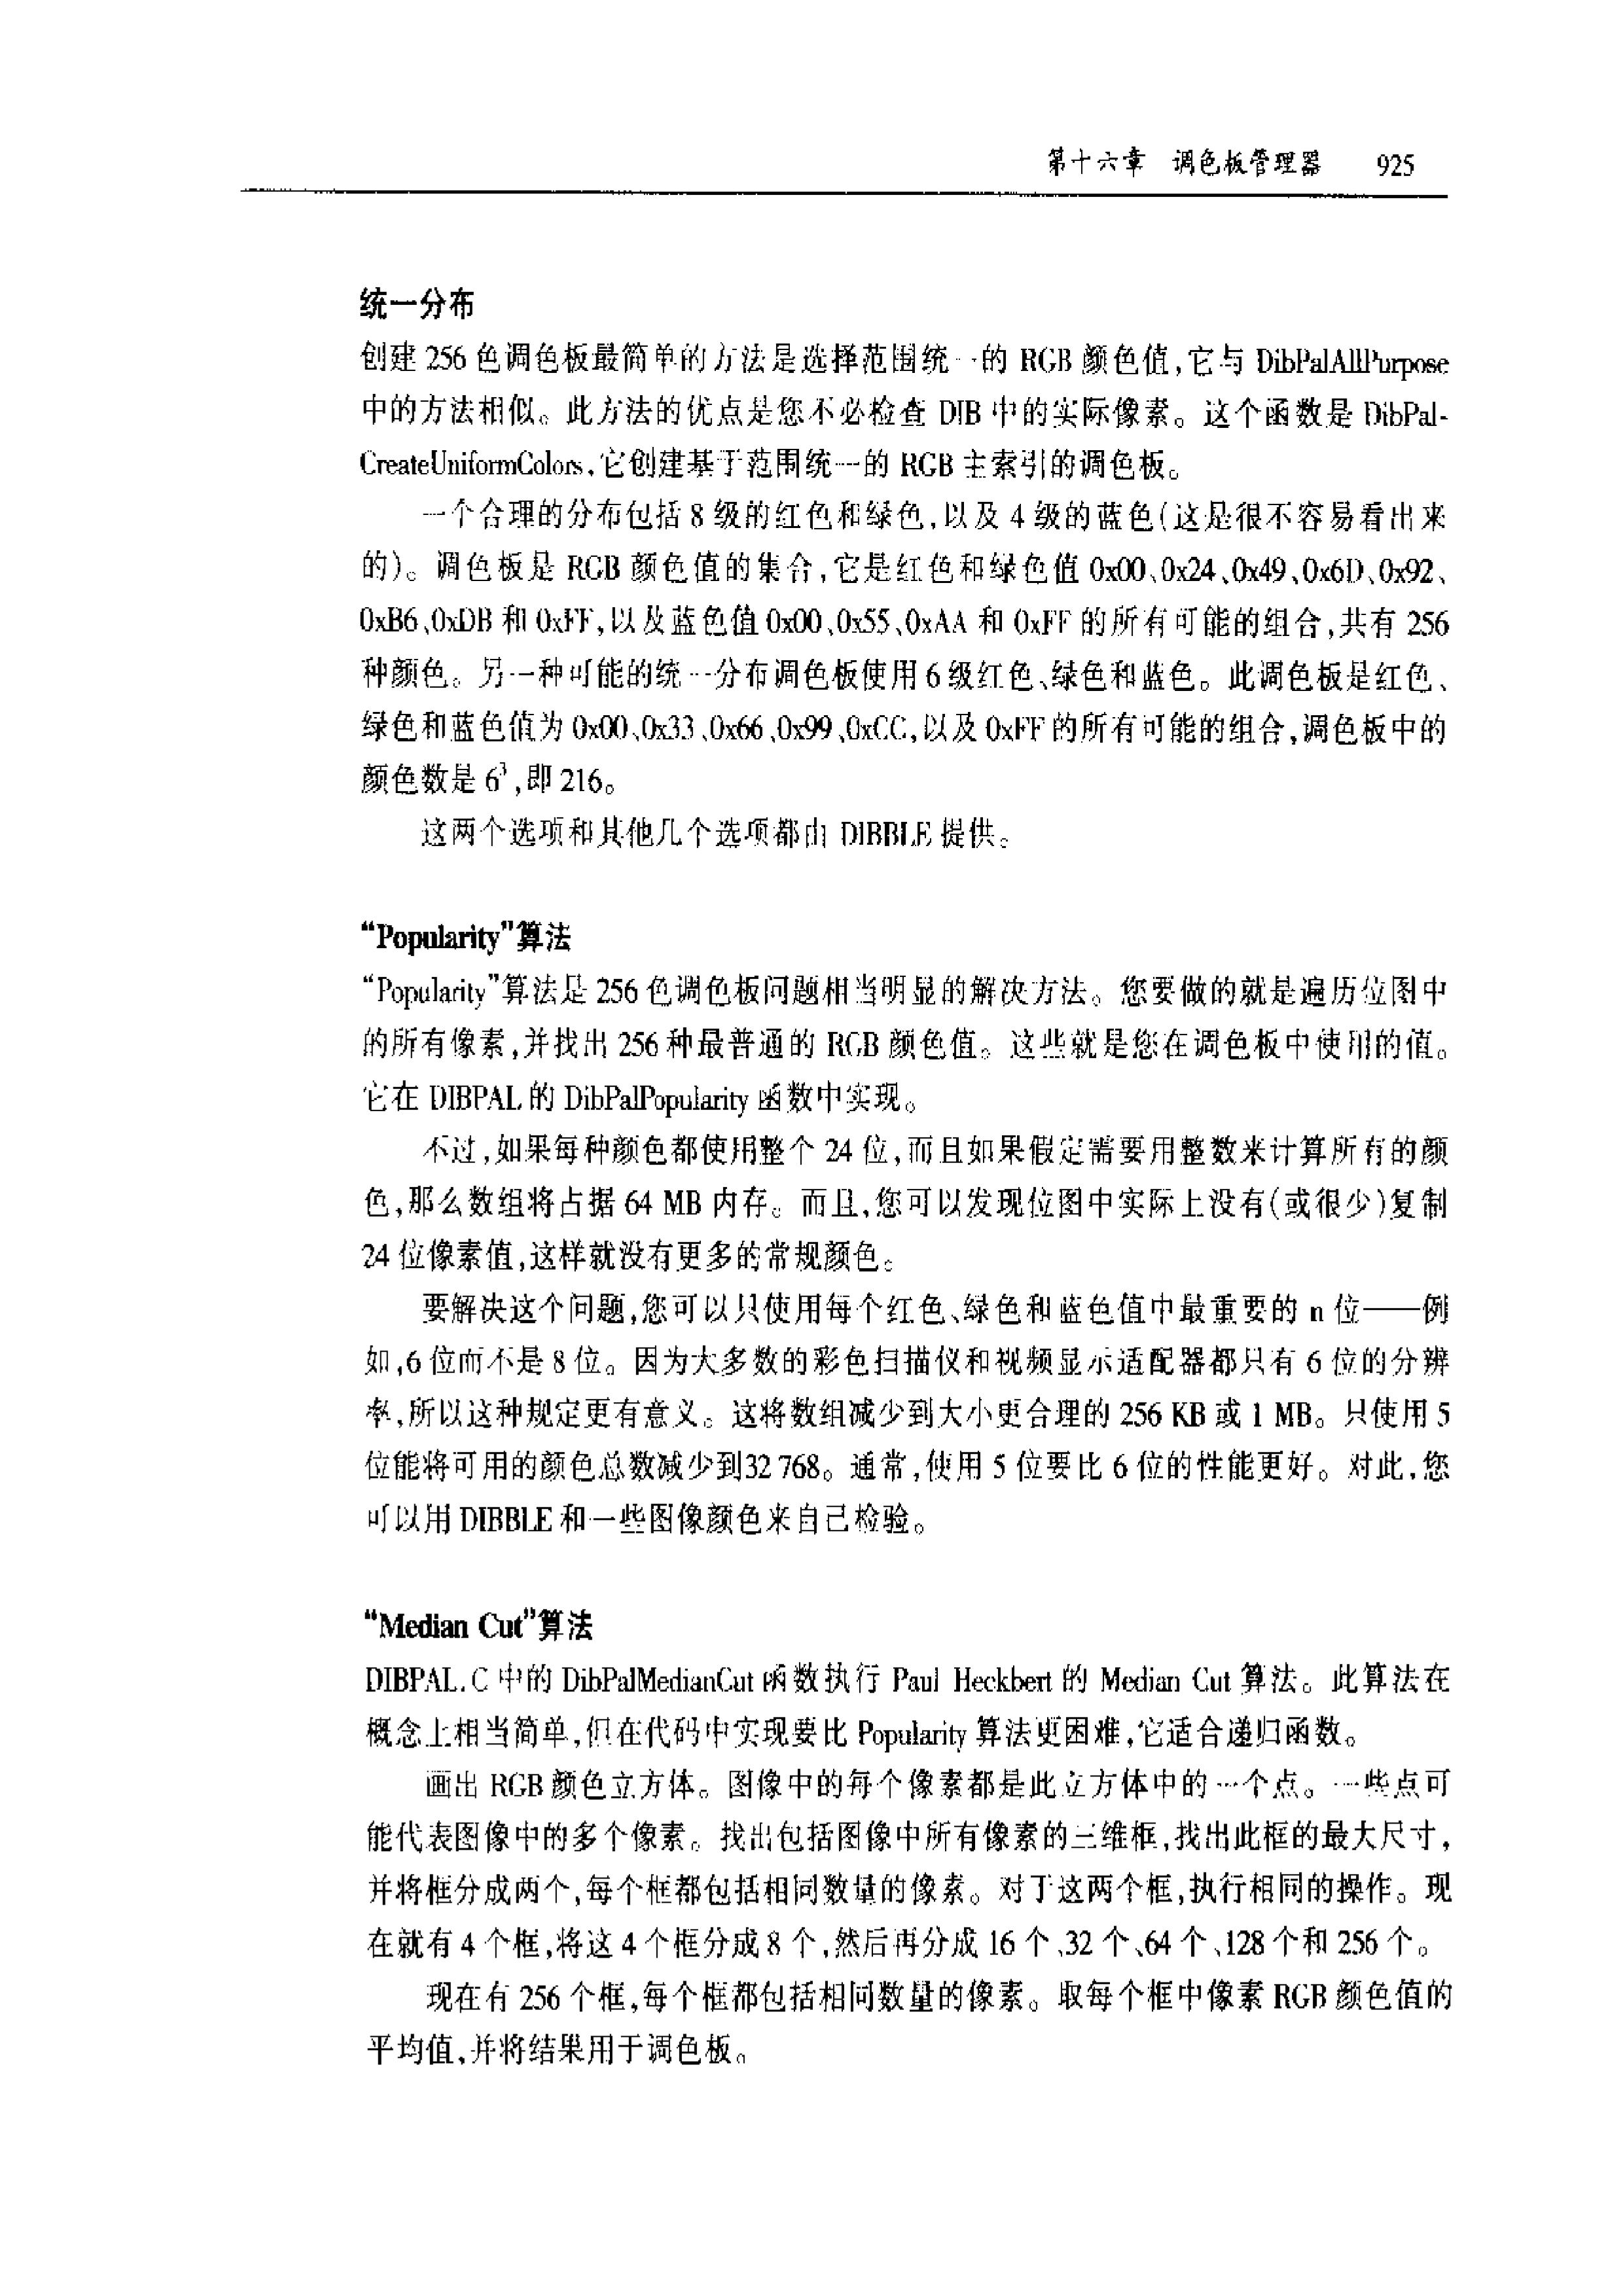 第十六章 调色板管理器 925
统一分布
创建 256 色调色板最简单的方法是选择范围统一的 RGB 颜色值,它与 DibPalAllPurpose
中的方法相似。此方法的优点是您不必检查 DIB 中的实际像素。这个函数是 DibPal-
CreateUniformColors,它创建基于范围统一的 RGB 主索引的调色板。
一个合理的分布包括 8 级的红色和绿色,以及 4 级的蓝色(这是很不容易看出来
的)。调色板是 RGB 颜色值的集合,它是红色和绿色值 0x00、0x24、0x49、0x6D、0x92、
0xB6、0xDB 和 0xFF,以及蓝色值 0x00、0x55、0xAA 和 0xFF 的所有可能的组合,共有 256
种颜色。另一种可能的统一分布调色板使用 6 级红色、绿色和蓝色。此调色板是红色、
绿色和蓝色值为 0x00、0x33、0x66、0x99、0xCC,以及 0xFF 的所有可能的组合,调色板中的
颜色数是 6³,即 216。
这两个选项和其他几个选项都由 DIBBLE 提供。
“Popularity”算法
“Popularity”算法是 256 色调色板问题相当明显的解决方法。您要做的就是遍历位图中
的所有像素,并找出 256 种最普通的 RGB 颜色值。这些就是您在调色板中使用的值。
它在 DIBPAL 的 DibPalPopularity 函数中实现。
不过,如果每种颜色都使用整个 24 位,而且如果假定需要用整数来计算所有的颜
色,那么数组将占据 64 MB 内存。而且,您可以发现位图中实际上没有(或很少)复制
24 位像素值,这样就没有更多的常规颜色。
要解决这个问题,您可以只使用每个红色、绿色和蓝色值中最重要的 n 位——例
如,6 位而不是 8 位。因为大多数的彩色扫描仪和视频显示适配器都只有 6 位的分辨
率,所以这种规定更有意义。这将数组减少到大小更合理的 256 KB 或 1 MB。只使用 5
位能将可用的颜色总数减少到32 768。通常,使用 5 位要比 6 位的性能更好。对此,您
可以用 DIBBLE 和一些图像颜色来自己检验。
“Median Cut”算法
DIBPAL.C 中的 DibPalMedianCut 函数执行 Paul Heckbert 的 Median Cut 算法。此算法在
概念上相当简单,但在代码中实现要比 Popularity 算法更困难,它适合递归函数。
画出 RGB 颜色立方体。图像中的每个像素都是此立方体中的一个点。一些点可
能代表图像中的多个像素。找出包括图像中所有像素的三维框,找出此框的最大尺寸,
并将框分成两个,每个框都包括相同数量的像素。对于这两个框,执行相同的操作。现
在就有 4 个框,将这 4 个框分成 8 个,然后再分成 16 个、32 个、64 个、128 个和 256 个。
现在有 256 个框,每个框都包括相同数量的像素。取每个框中像素 RGB 颜色值的
平均值,并将结果用于调色板。